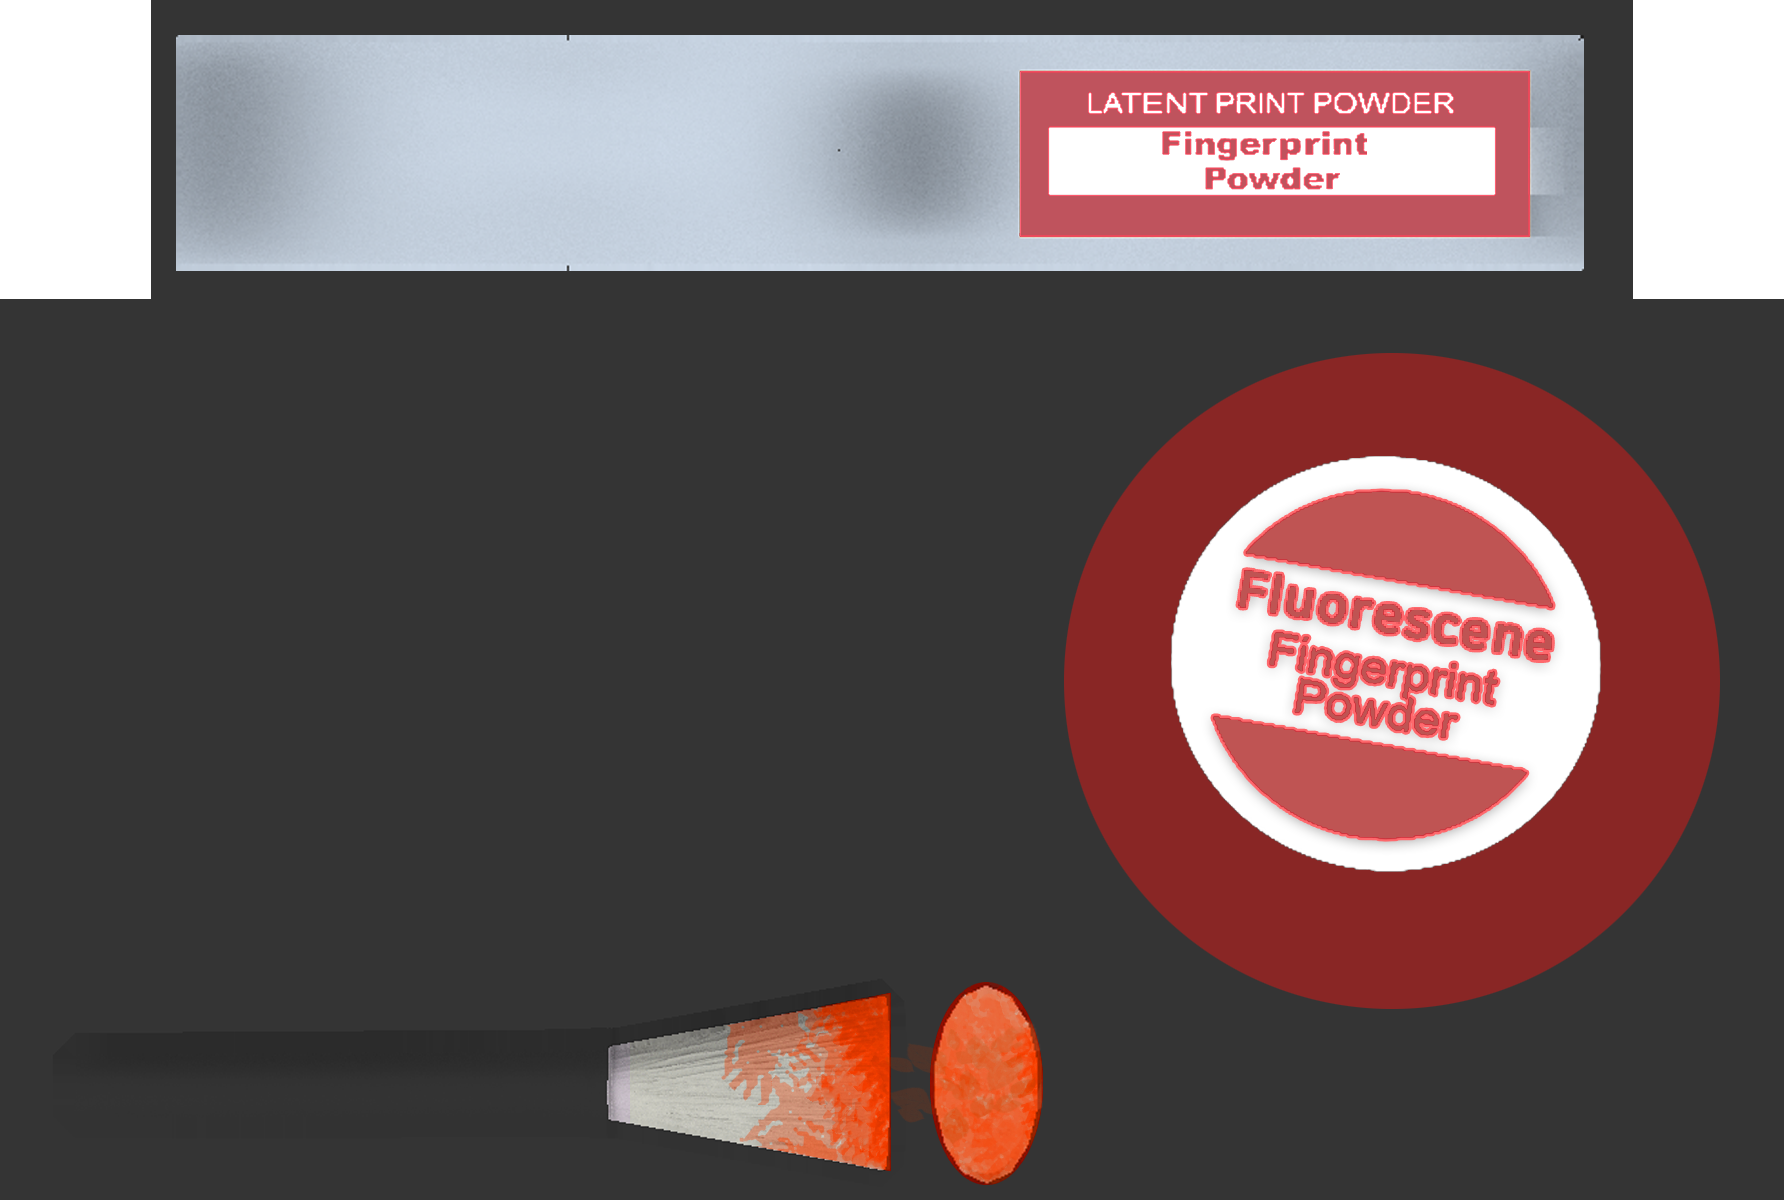 LATENT PRINT POWDER
Fingerprint
Powder
Fluorescene
Fingerprint
Powder